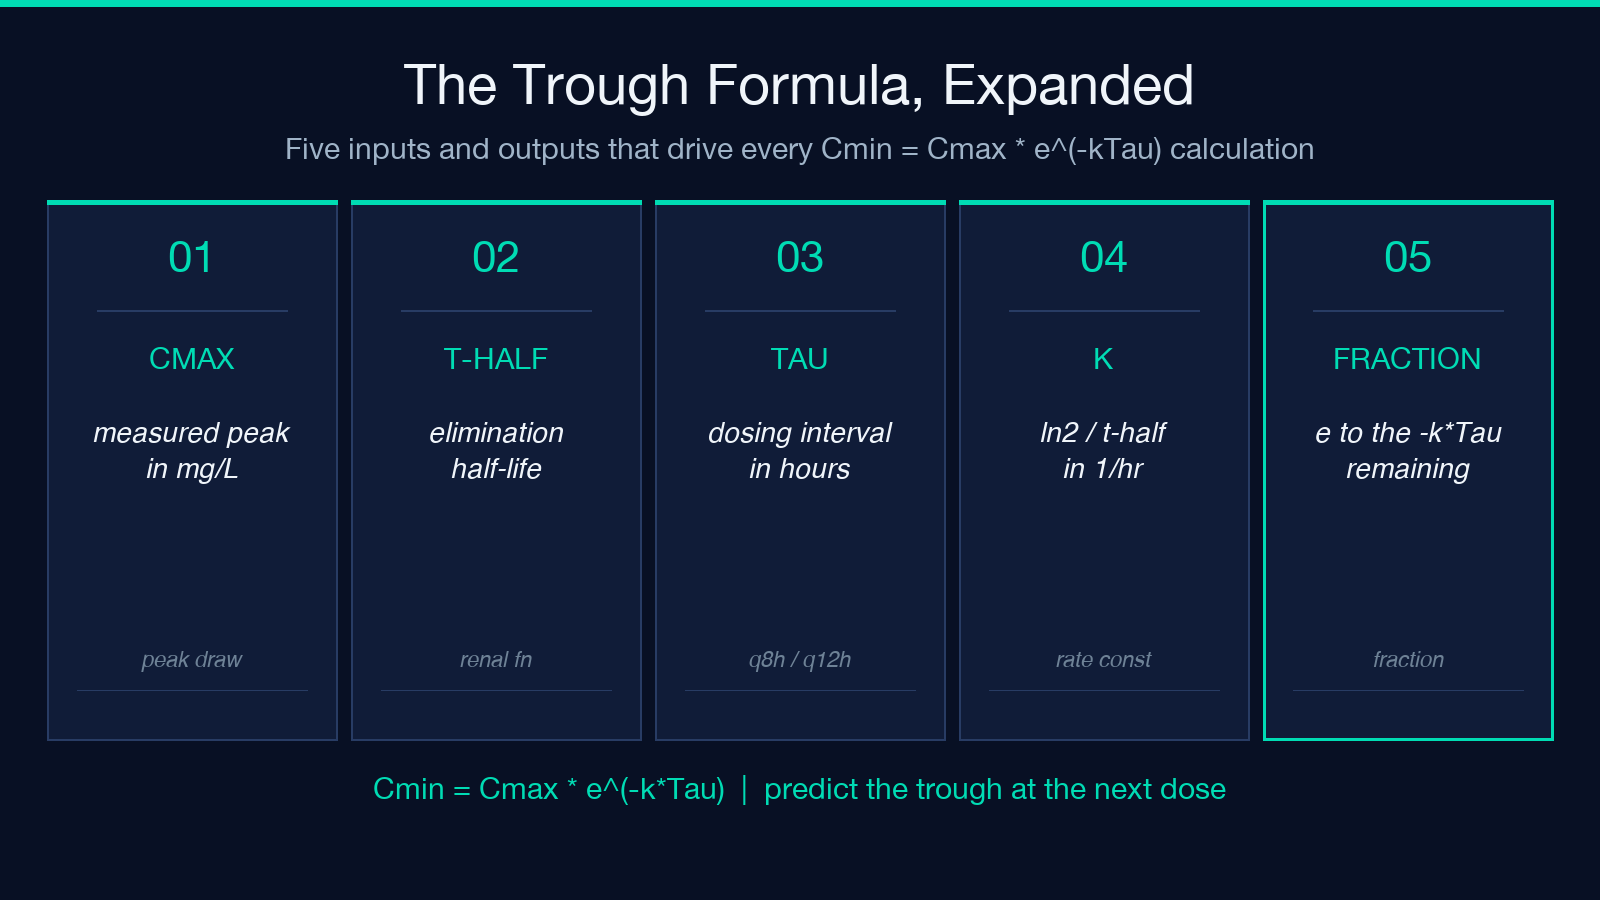 The Trough Formula, Expanded
Five inputs and outputs that drive every Cmin = Cmax * e^(-kTau) calculation
01
CMAX
measured peak
in mg/L
peak draw
02
T-HALF
elimination
half-life
renal fn
03
TAU
dosing interval
in hours
q8h / q12h
04
K
ln2 / t-half
in 1/hr
rate const
05
FRACTION
e to the -k*Tau
remaining
fraction
Cmin = Cmax * e^(-k*Tau) | predict the trough at the next dose